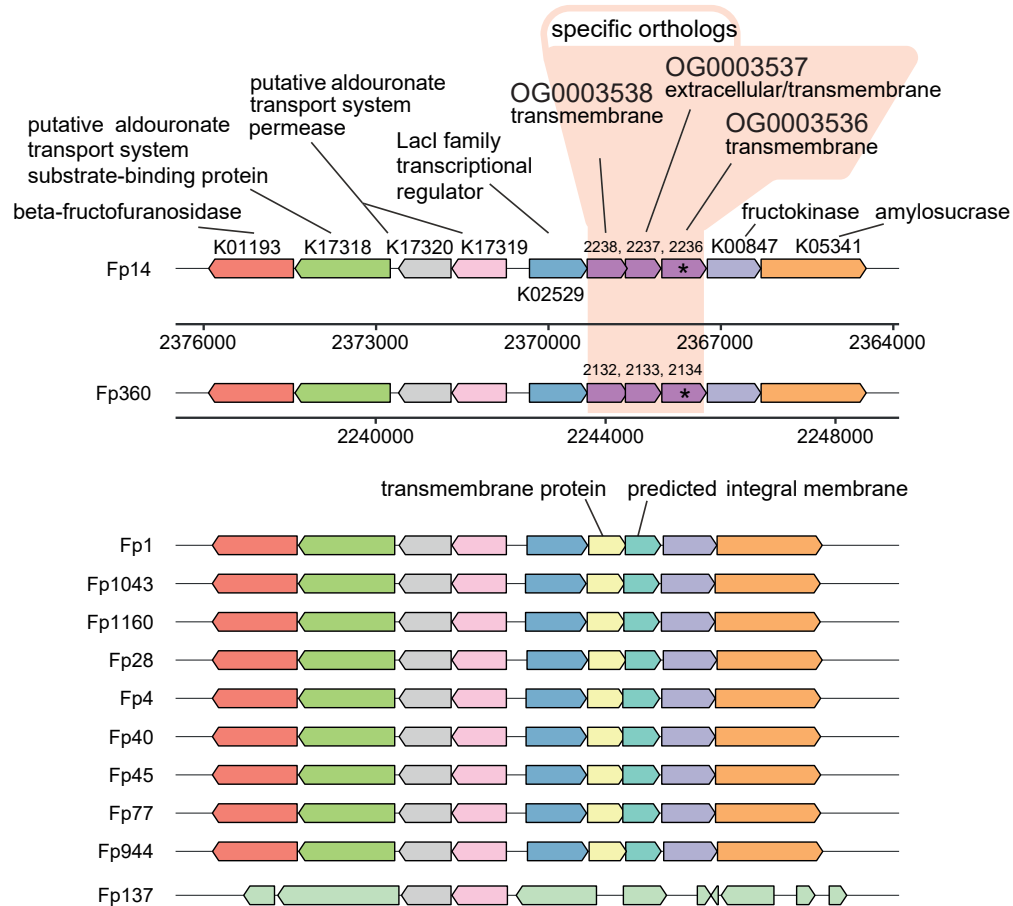 specific orthologs
OG0003537
extracellular/transmembrane
OG0003538
transmembrane
OG0003536
transmembrane
putative aldouronate
transport system
permease
putative aldouronate
transport system
substrate-binding protein
LacI family
transcriptional
regulator
beta-fructofuranosidase
fructokinase
amylosucrase
K01193
K17318
K17320
K17319
2238, 2237, 2236
K00847
K05341
Fp14
*
K02529
2376000
2373000
2370000
2367000
2364000
2132, 2133, 2134
Fp360
*
2240000
2244000
2248000
transmembrane protein
predicted integral membrane
Fp1
Fp1043
Fp1160
Fp28
Fp4
Fp40
Fp45
Fp77
Fp944
Fp137